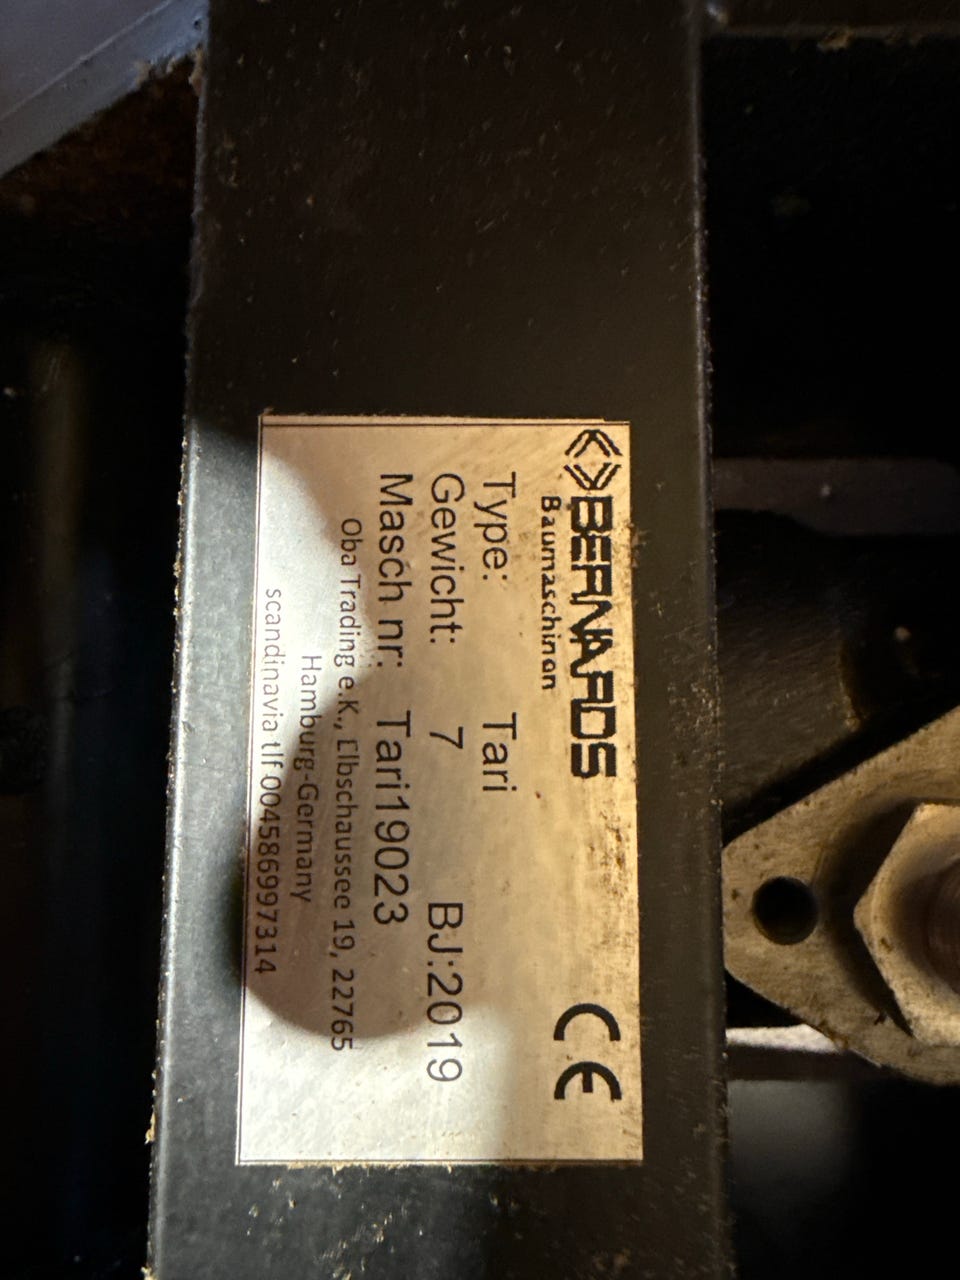 BERNARDS
Baumaschinen
CE
Type: Tari
Gewicht: 7 BJ:2019
Masch nr: Tari19023
Oba Trading e.K., Elbschaussee 19, 22765
Hamburg-Germany
scandinavia tlf 004586997314